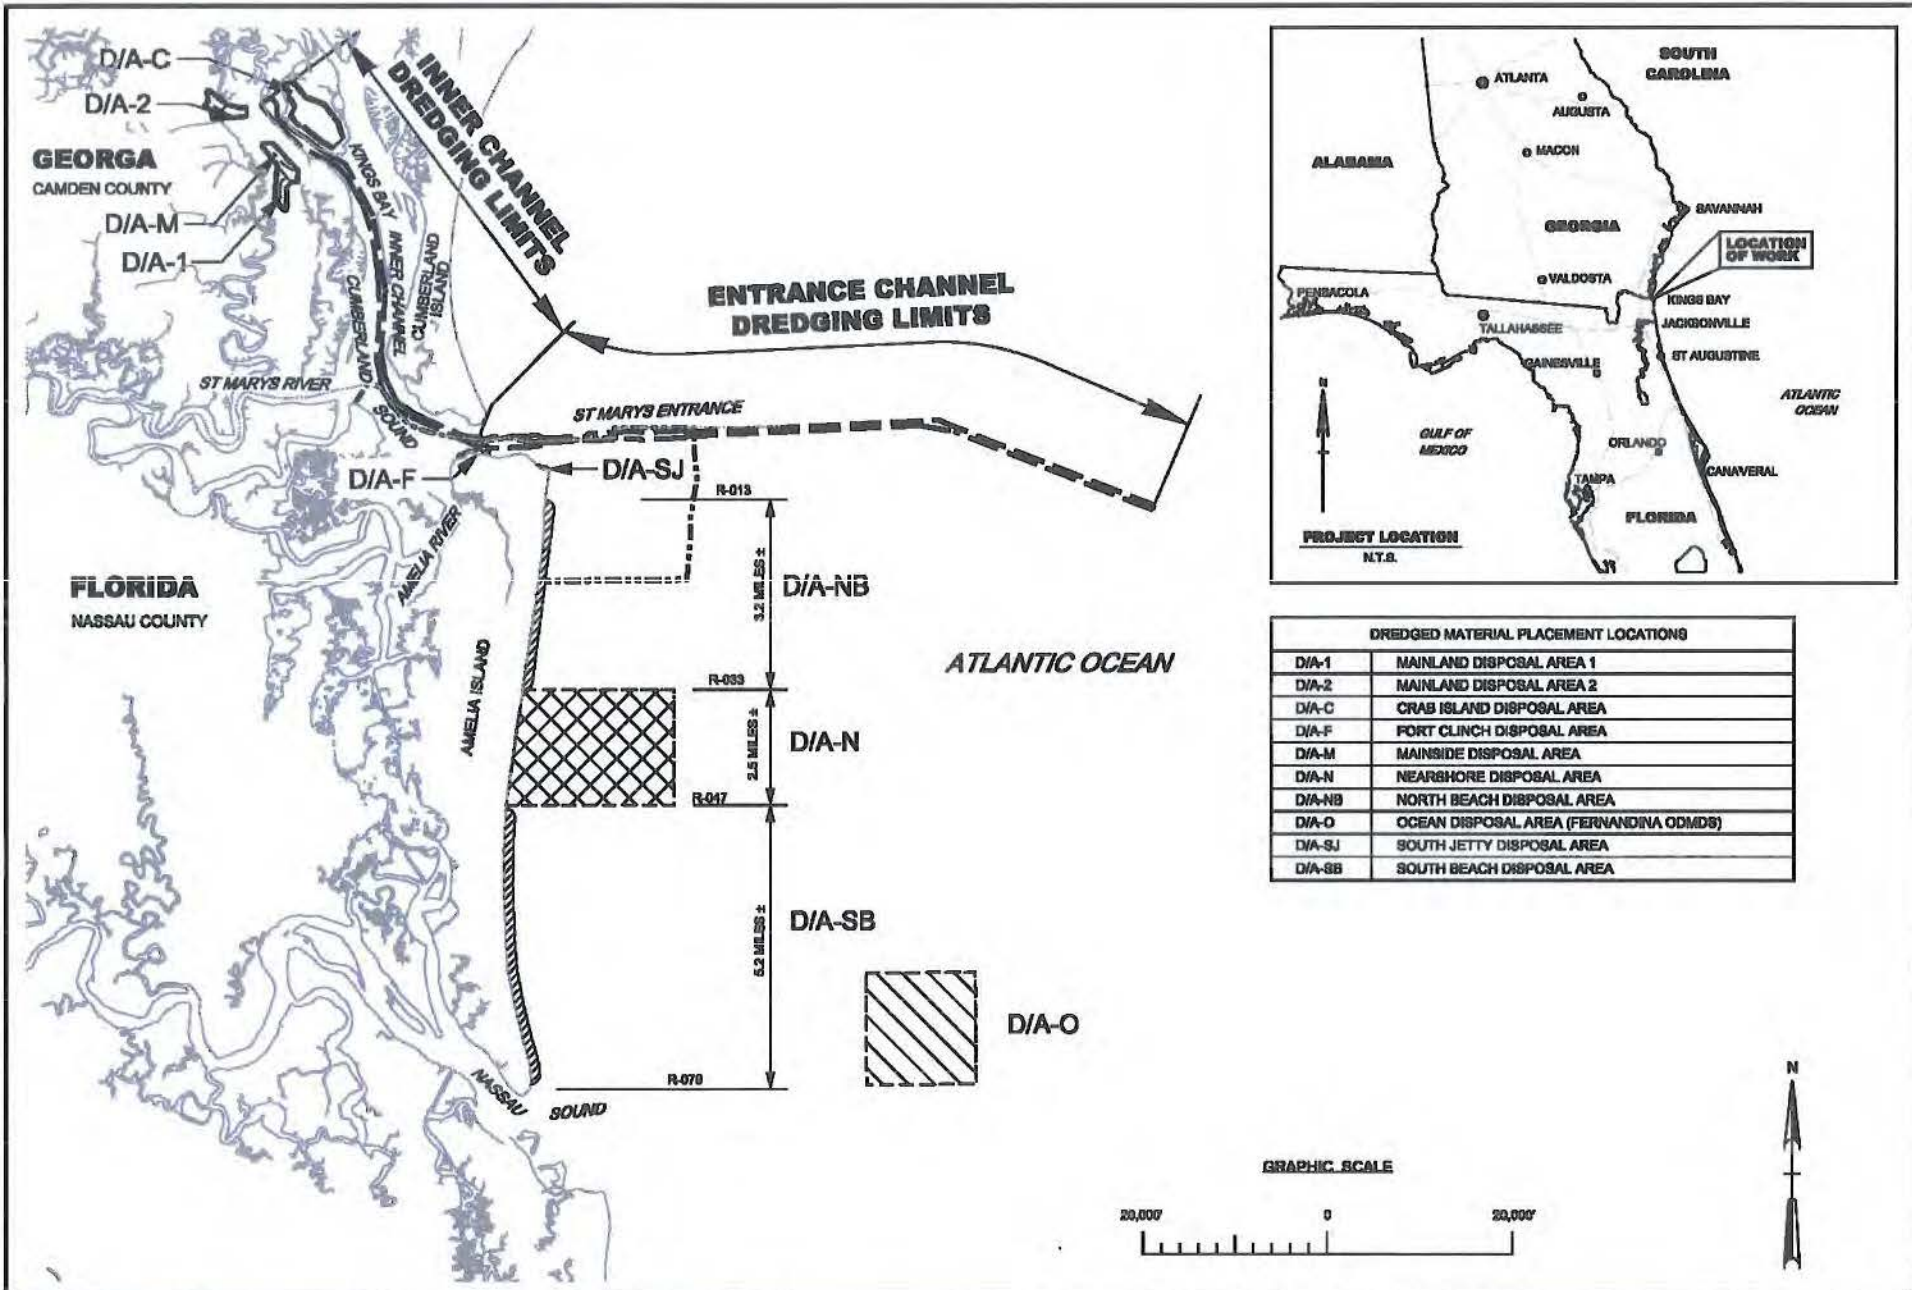 D/A-C
D/A-2
GEORGA
CAMDEN COUNTY
D/A-M
D/A-1
INNER CHANNEL
DREDGING LIMITS
KINGS BAY INNER CHANNEL
CUMBERLAND
ISLAND
CUMBERLAND
SOUND
ST MARYS RIVER
ENTRANCE CHANNEL
DREDGING LIMITS
ST MARYS ENTRANCE
D/A-F
D/A-SJ
R-013
AMELIA RIVER
FLORIDA
NASSAU COUNTY
3.2 MILES ±
D/A-NB
AMELIA ISLAND
ATLANTIC OCEAN
R-033
2.5 MILES ±
D/A-N
R-047
5.2 MILES ±
D/A-SB
D/A-O
R-079
NASSAU
SOUND
SOUTH
CAROLINA
ATLANTA
AUGUSTA
MACON
ALABAMA
SAVANNAH
GEORGIA
LOCATION
OF WORK
VALDOSTA
PENSACOLA
KINGS BAY
JACKSONVILLE
TALLAHASSEE
ST AUGUSTINE
GAINESVILLE
N
ATLANTIC
OCEAN
GULF OF
MEXICO
ORLANDO
CANAVERAL
TAMPA
FLORIDA
PROJECT LOCATION
N.T.S.
DREDGED MATERIAL PLACEMENT LOCATIONS
D/A-1 MAINLAND DISPOSAL AREA 1
D/A-2 MAINLAND DISPOSAL AREA 2
D/A-C CRAB ISLAND DISPOSAL AREA
D/A-F FORT CLINCH DISPOSAL AREA
D/A-M MAINSIDE DISPOSAL AREA
D/A-N NEARSHORE DISPOSAL AREA
D/A-NB NORTH BEACH DISPOSAL AREA
D/A-O OCEAN DISPOSAL AREA (FERNANDINA ODMDS)
D/A-SJ SOUTH JETTY DISPOSAL AREA
D/A-SB SOUTH BEACH DISPOSAL AREA
N
GRAPHIC SCALE
20,000' 0 20,000'